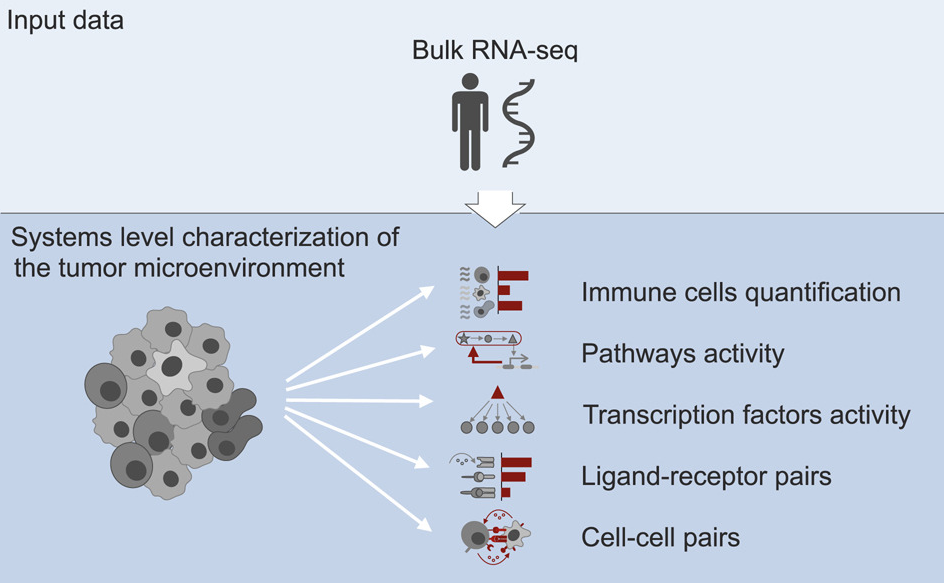 Input data
Bulk RNA-seq
Systems level characterization of
the tumor microenvironment
Immune cells quantification
Pathways activity
Transcription factors activity
Ligand-receptor pairs
Cell-cell pairs